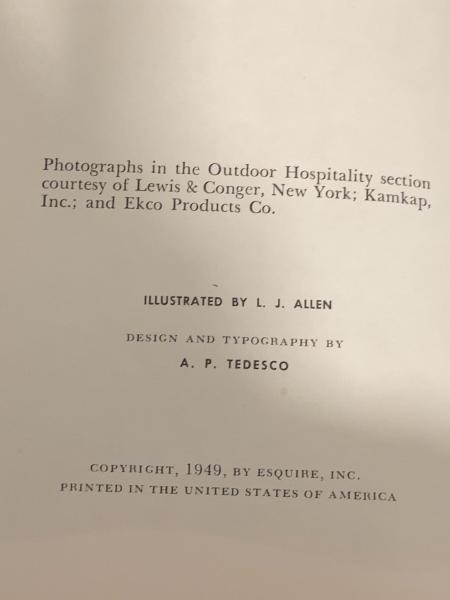 Photographs in the Outdoor Hospitality section
courtesy of Lewis & Conger, New York; Kamkap,
Inc.; and Ekco Products Co.
ILLUSTRATED BY L. J. ALLEN
DESIGN AND TYPOGRAPHY BY
A. P. TEDESCO
COPYRIGHT, 1949, BY ESQUIRE, INC.
PRINTED IN THE UNITED STATES OF AMERICA